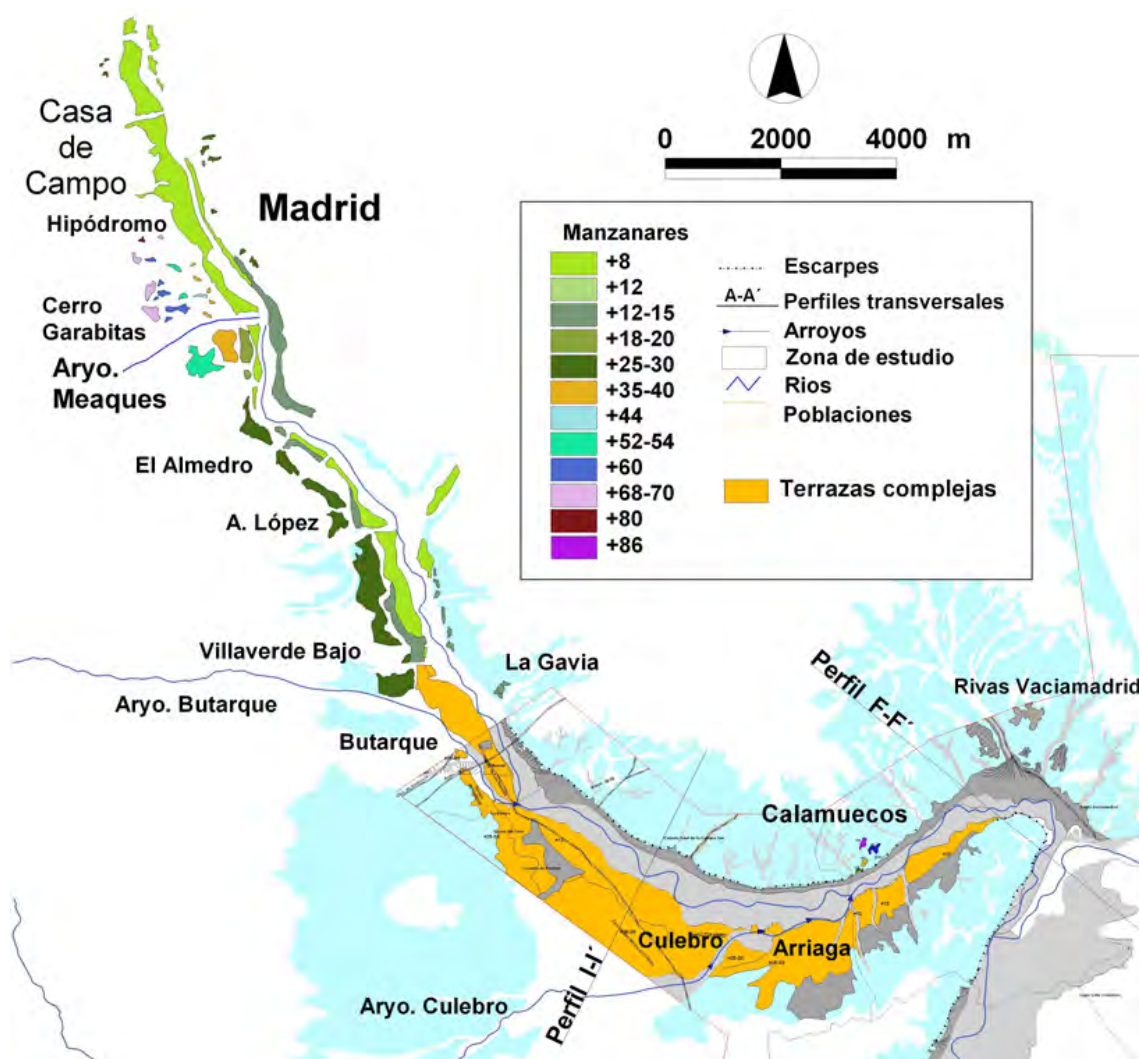 Casa
de
Campo
Hipódromo
Madrid
Cerro
Garabitas
Aryo.
Meaques
El Almedro
A. López
Villaverde Bajo
Aryo. Butarque
Butarque
La Gavia
Perfil F-F´
Rivas Vaciamadrid
Calamuecos
Culebro
Arriaga
Aryo. Culebro
Perfil I-I´
0 2000 4000 m
Manzanares
+8
+12
+12-15
+18-20
+25-30
+35-40
+44
+52-54
+60
+68-70
+80
+86
Escarpes
A-A´ Perfiles transversales
Arroyos
Zona de estudio
Rios
Poblaciones
Terrazas complejas